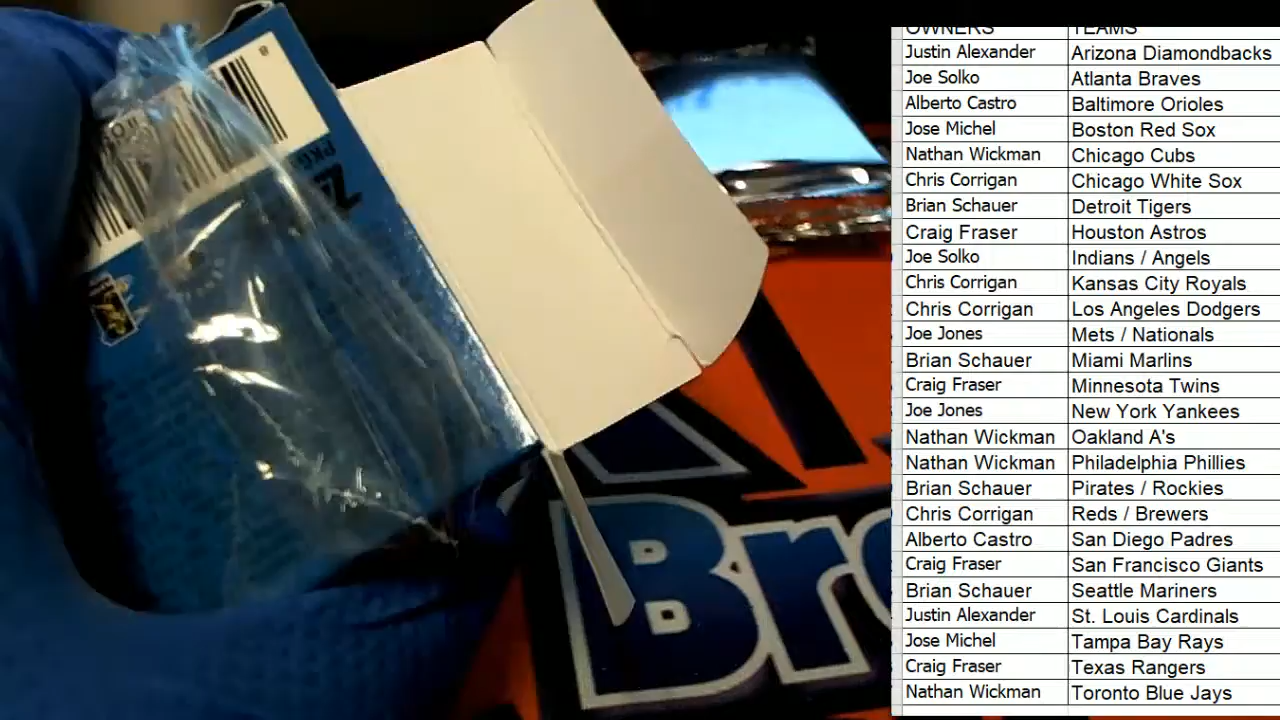 OWNERS TEAMS
Justin Alexander Arizona Diamondbacks
Joe Solko Atlanta Braves
Alberto Castro Baltimore Orioles
Jose Michel Boston Red Sox
Nathan Wickman Chicago Cubs
Chris Corrigan Chicago White Sox
Brian Schauer Detroit Tigers
Craig Fraser Houston Astros
Joe Solko Indians / Angels
Chris Corrigan Kansas City Royals
Chris Corrigan Los Angeles Dodgers
Joe Jones Mets / Nationals
Brian Schauer Miami Marlins
Craig Fraser Minnesota Twins
Joe Jones New York Yankees
Nathan Wickman Oakland A's
Nathan Wickman Philadelphia Phillies
Brian Schauer Pirates / Rockies
Chris Corrigan Reds / Brewers
Alberto Castro San Diego Padres
Craig Fraser San Francisco Giants
Brian Schauer Seattle Mariners
Justin Alexander St. Louis Cardinals
Jose Michel Tampa Bay Rays
Craig Fraser Texas Rangers
Nathan Wickman Toronto Blue Jays
PKG
Br